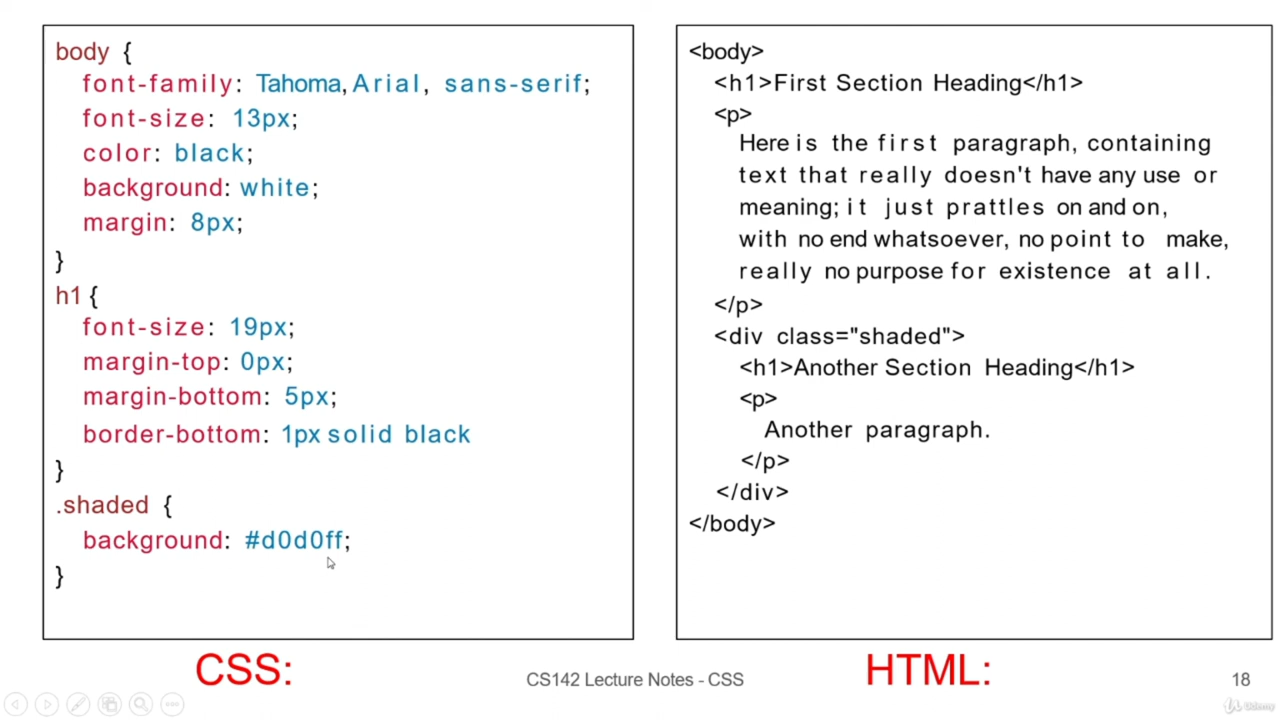 body {
font-family: Tahoma, Arial, sans-serif;
font-size: 13px;
color: black;
background: white;
margin: 8px;
}
h1 {
font-size: 19px;
margin-top: 0px;
margin-bottom: 5px;
border-bottom: 1px solid black
}
.shaded {
background: #d0d0ff;
}
CSS:
<body>
<h1>First Section Heading</h1>
<p>
Here is the first paragraph, containing
text that really doesn't have any use or
meaning; it just prattles on and on,
with no end whatsoever, no point to make,
really no purpose for existence at all.
</p>
<div class="shaded">
<h1>Another Section Heading</h1>
<p>
Another paragraph.
</p>
</div>
</body>
HTML:
CS142 Lecture Notes - CSS
18
Udemy